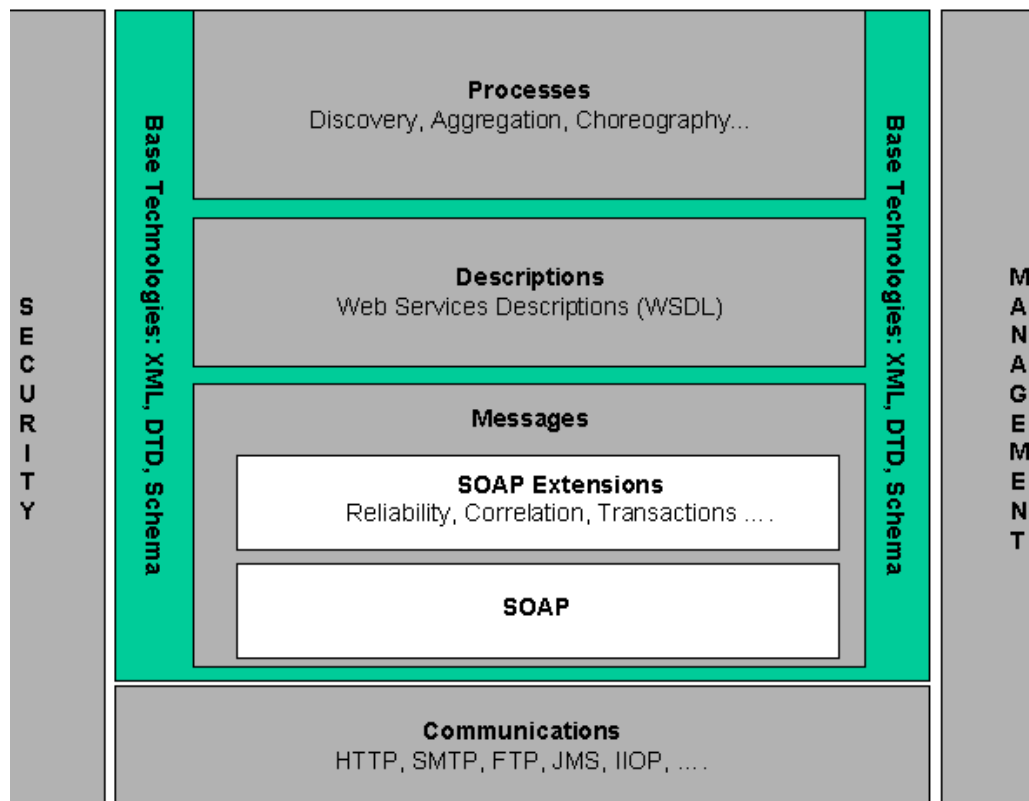 SECURITY
Base Technologies: XML, DTD, Schema
Processes
Discovery, Aggregation, Choreography...
Descriptions
Web Services Descriptions (WSDL)
Messages
SOAP Extensions
Reliability, Correlation, Transactions ....
SOAP
Base Technologies: XML, DTD, Schema
MANAGEMENT
Communications
HTTP, SMTP, FTP, JMS, IIOP, ....